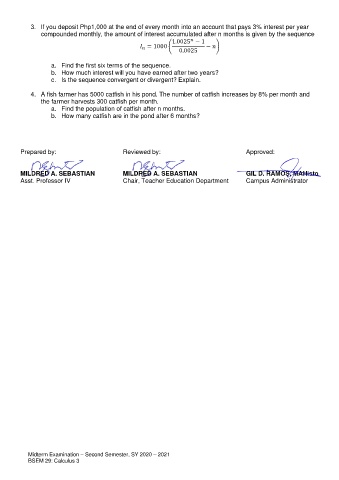 3. If you deposit Php1,000 at the end of every month into an account that pays 3% interest per year
compounded monthly, the amount of interest accumulated after n months is given by the sequence
Iₙ = 1000 ( (1.0025ⁿ − 1) / 0.0025 − n )
a. Find the first six terms of the sequence.
b. How much interest will you have earned after two years?
c. Is the sequence convergent or divergent? Explain.
4. A fish farmer has 5000 catfish in his pond. The number of catfish increases by 8% per month and
the farmer harvests 300 catfish per month.
a. Find the population of catfish after n months.
b. How many catfish are in the pond after 6 months?
Prepared by: Reviewed by: Approved:
MILDRED A. SEBASTIAN MILDRED A. SEBASTIAN GIL D. RAMOS, MAHisto
Asst. Professor IV Chair, Teacher Education Department Campus Administrator
Midterm Examination – Second Semester, SY 2020 – 2021
BSEM 29: Calculus 3